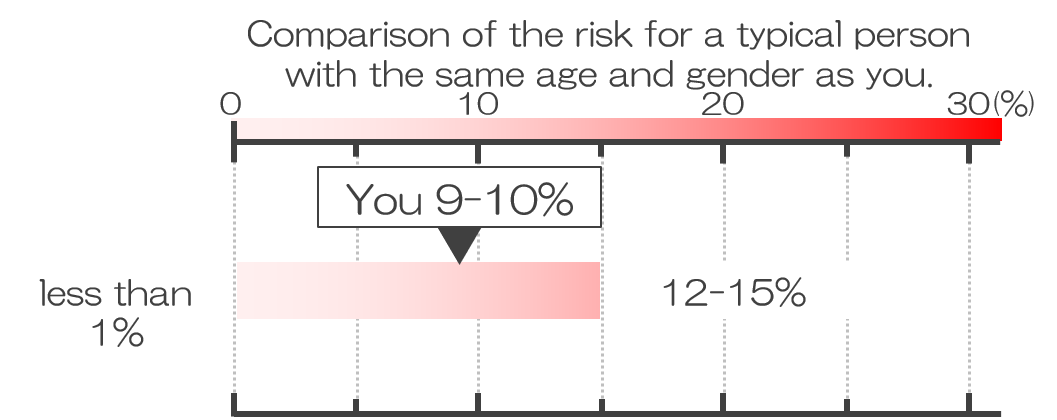 Comparison of the risk for a typical person
with the same age and gender as you.
0 10 20 30(%)
You 9-10%
less than
1%
12-15%